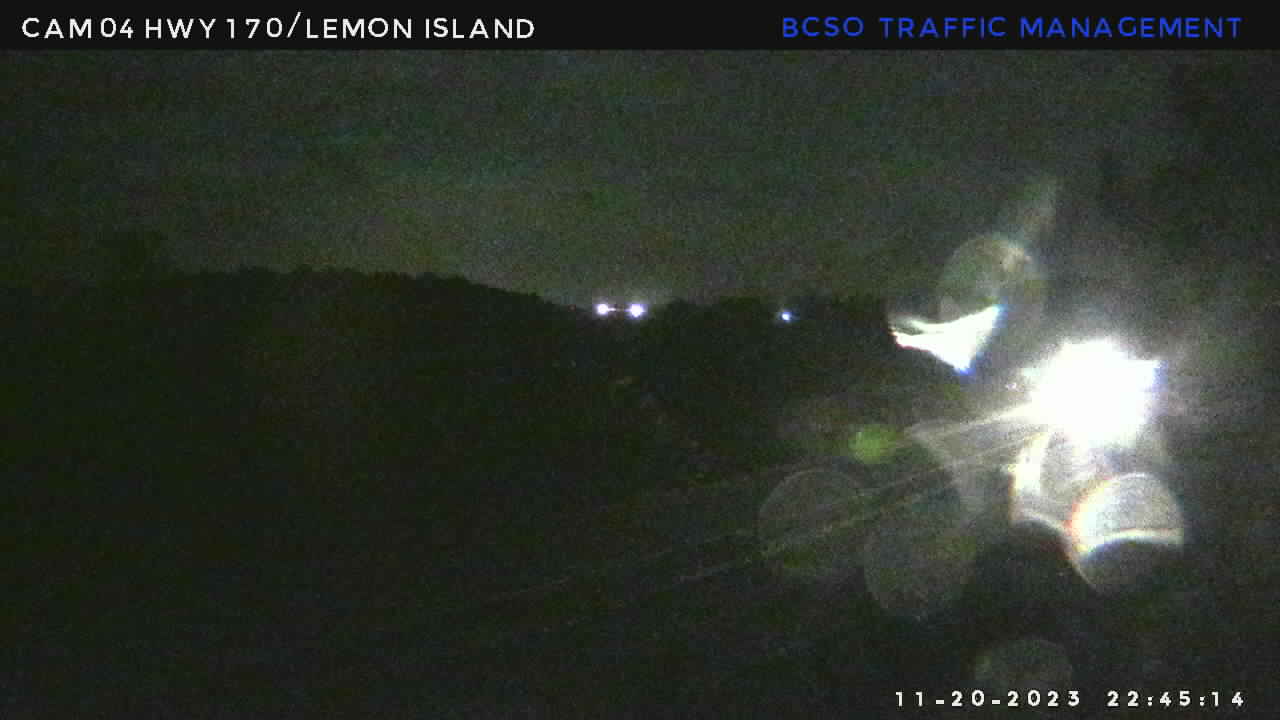 CAM04 HWY 170/LEMON ISLAND
BCSO TRAFFIC MANAGEMENT
11-20-2023 22:45:14